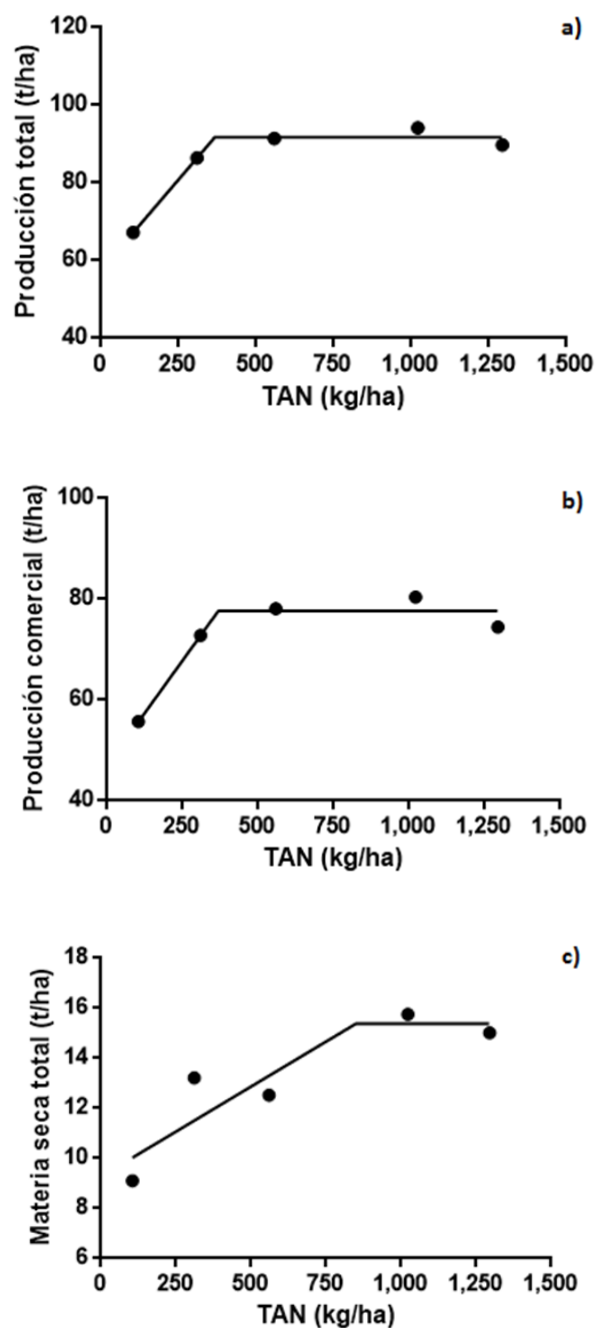 a)
Producción total (t/ha)
120
100
80
60
40
0 250 500 750 1,000 1,250 1,500
TAN (kg/ha)
b)
Producción comercial (t/ha)
100
80
60
40
0 250 500 750 1,000 1,250 1,500
TAN (kg/ha)
c)
Materia seca total (t/ha)
18
16
14
12
10
8
6
0 250 500 750 1,000 1,250 1,500
TAN (kg/ha)